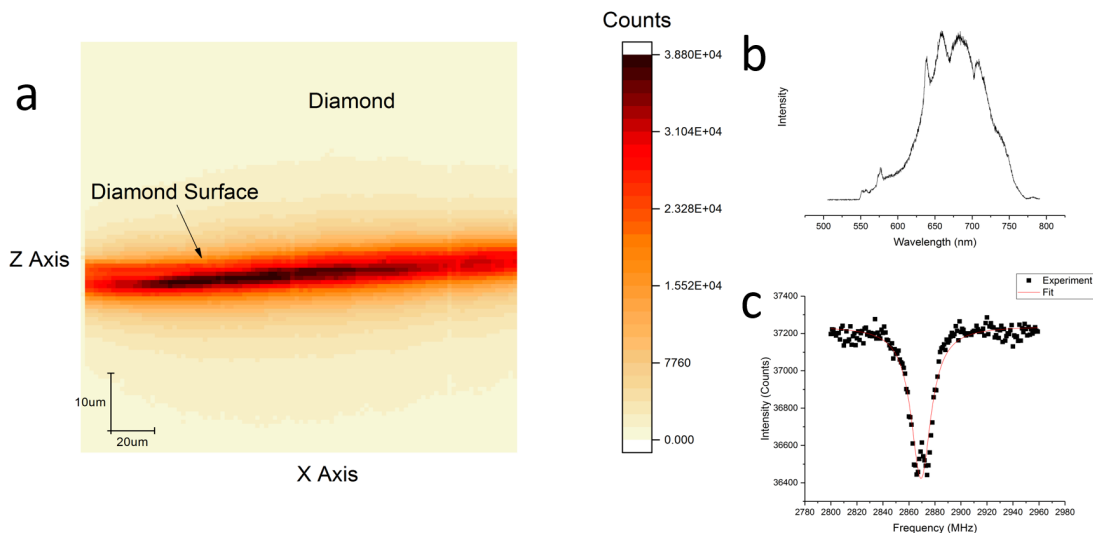 a
Diamond
Diamond Surface
Z Axis
10um
20um
X Axis
Counts
3.880E+04
3.104E+04
2.328E+04
1.552E+04
7760
0.000
b
Intensity
500 550 600 650 700 750 800
Wavelength (nm)
c
Experiment
Fit
37400
37200
37000
36800
36600
36400
Intensity (Counts)
2780 2800 2820 2840 2860 2880 2900 2920 2940 2960 2980
Frequency (MHz)